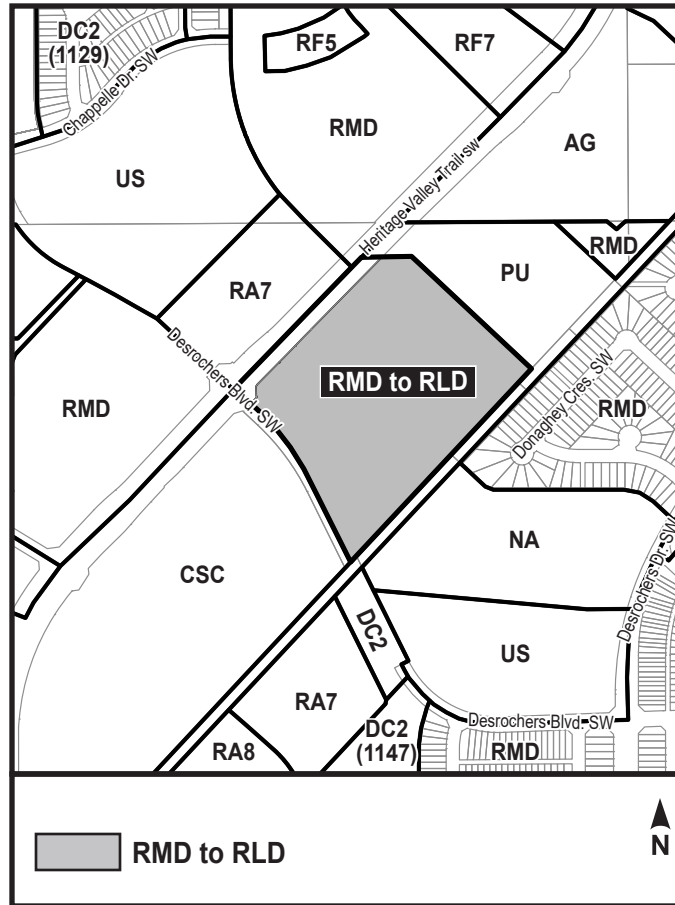 DC2
(1129)
Chappelle Dr. SW
RF5
RF7
RMD
AG
US
Heritage Valley Trail sw
RMD
RA7
PU
Desrochers Blvd. SW
RMD to RLD
RMD
Donaghey Cres. SW
RMD
CSC
NA
Desrochers Dr. SW
DC2
US
RA7
Desrochers Blvd. SW
DC2
(1147)
RA8
RMD
RMD to RLD
N